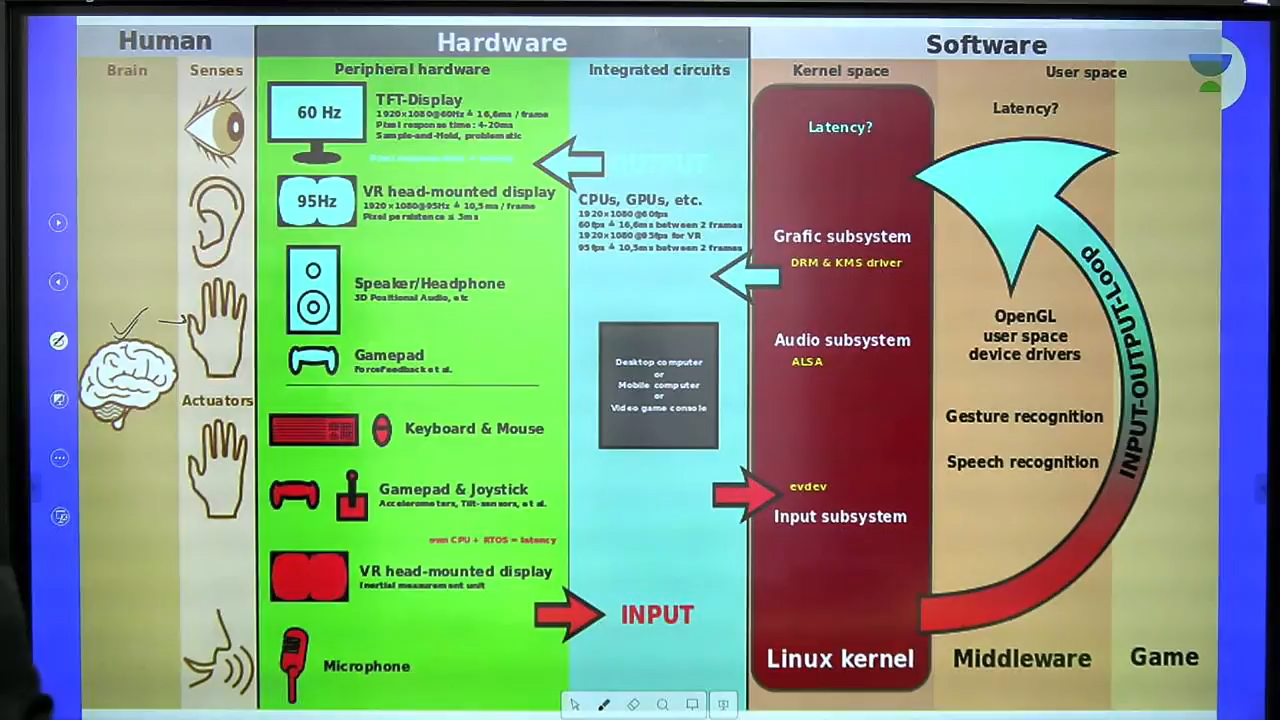 Human
Hardware
Software
Brain
Senses
Peripheral hardware
Integrated circuits
Kernel space
User space
60 Hz
TFT-Display
1920×1080@60Hz ≙ 16,6ms / frame
Pixel response time: 4-20ms
Sample-and-Hold, problematic
Latency?
Latency?
OUTPUT
95Hz
VR head-mounted display
1920×1080@95Hz ≙ 10,5ms / frame
Pixel persistence ≤ 3ms
CPUs, GPUs, etc.
1920×1080@60fps
60fps ≙ 16,6ms between 2 frames
1920×1080@95fps for VR
95fps ≙ 10,5ms between 2 frames
Grafic subsystem
DRM & KMS driver
Speaker/Headphone
3D Positional Audio, etc
OpenGL
user space
device drivers
Audio subsystem
ALSA
Gamepad
ForceFeedback et al.
Desktop computer
or
Mobile computer
or
Video game console
INPUT-OUTPUT-Loop
Actuators
Keyboard & Mouse
Gesture recognition
Speech recognition
Gamepad & Joystick
Accelerometers, Tilt-sensors, et al.
evdev
Input subsystem
own CPU + RTOS = latency
VR head-mounted display
Inertial measurement unit
INPUT
Microphone
Linux kernel
Middleware
Game